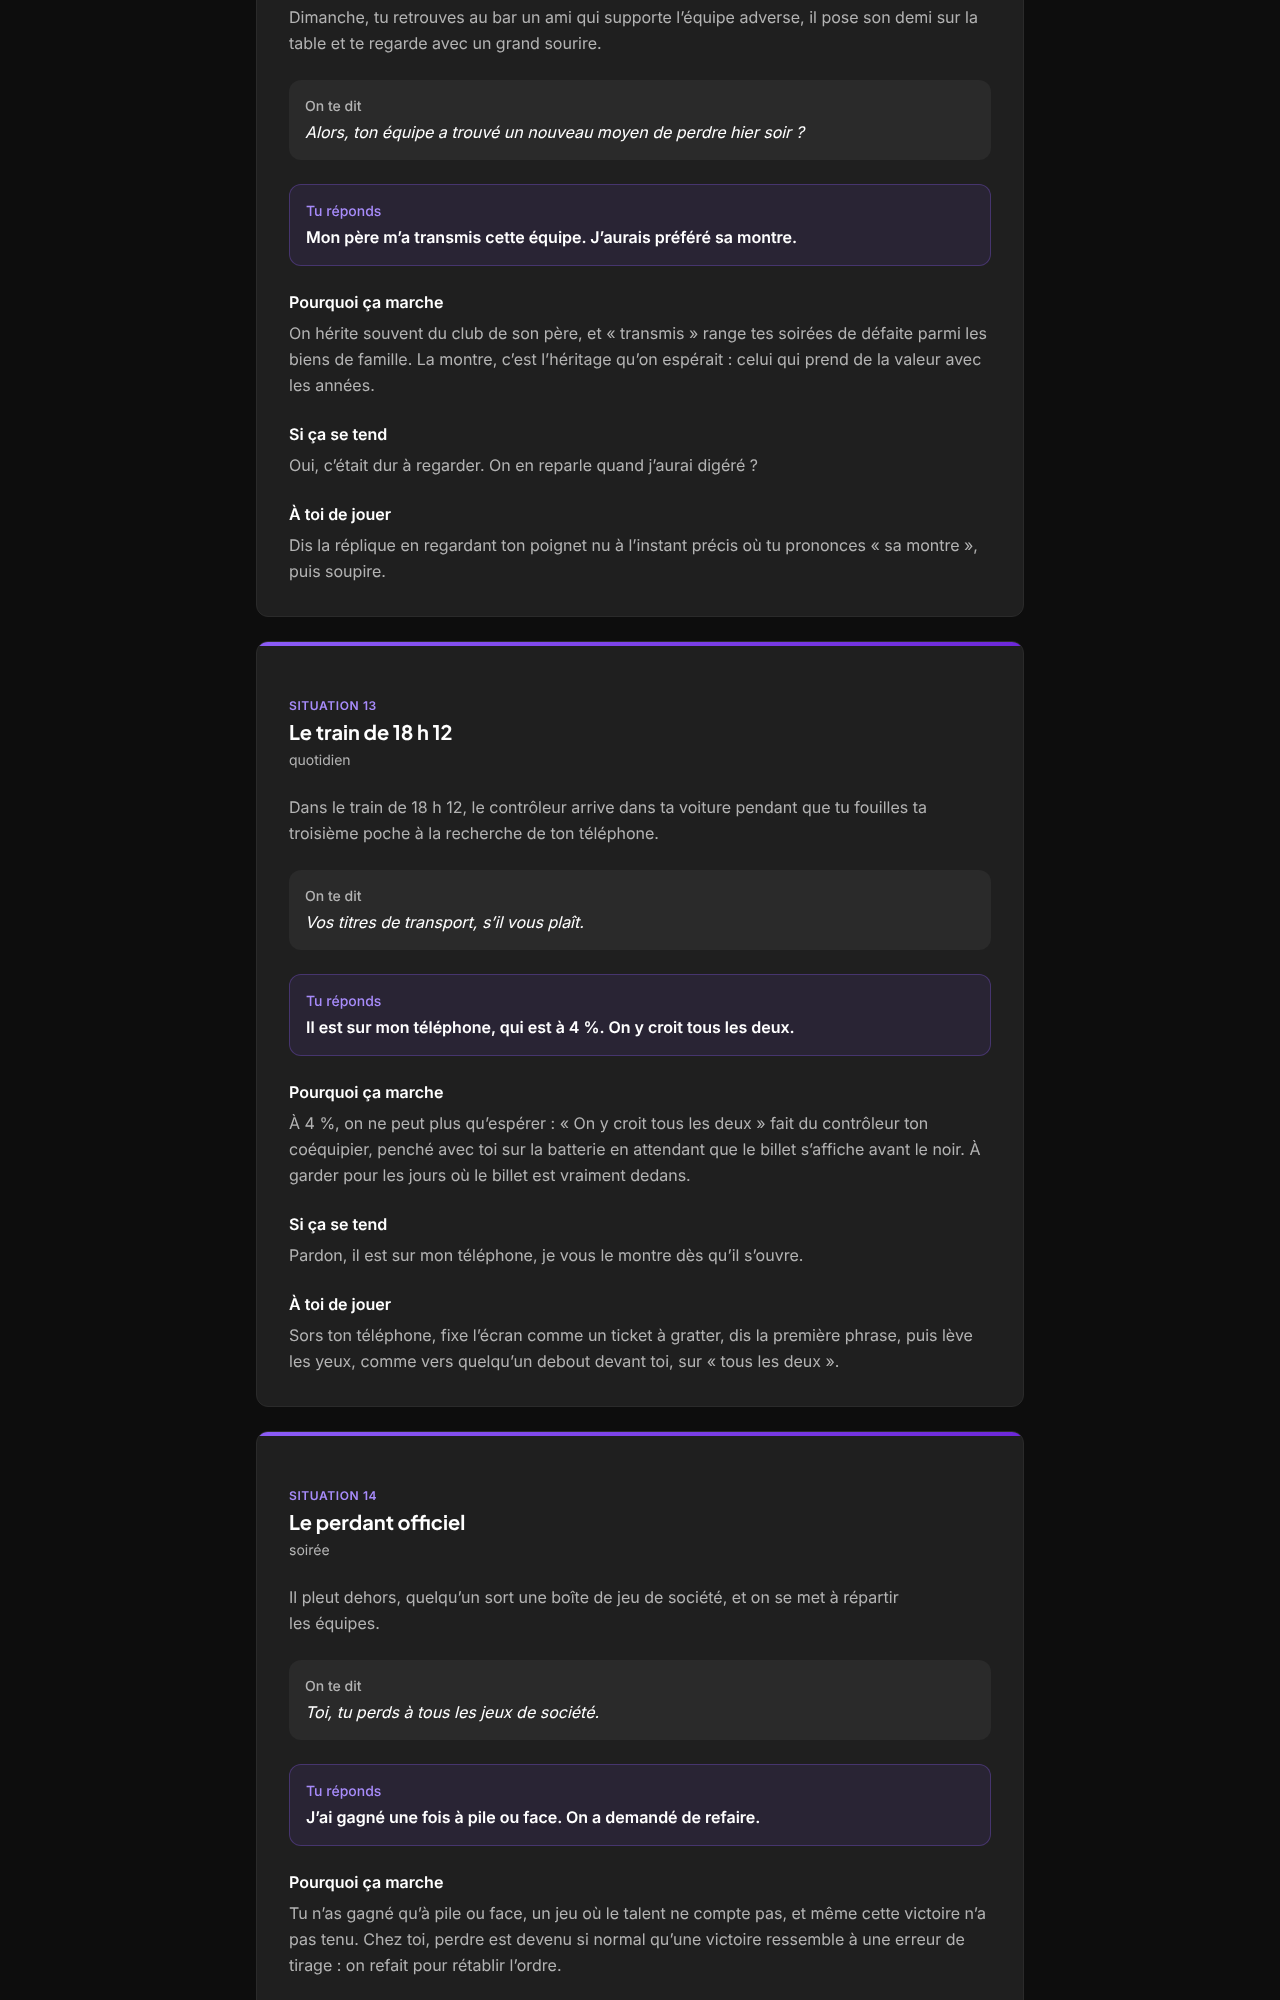 Dimanche, tu retrouves au bar un ami qui supporte l’équipe adverse, il pose son demi sur la
table et te regarde avec un grand sourire.
On te dit
Alors, ton équipe a trouvé un nouveau moyen de perdre hier soir ?
Tu réponds
Mon père m’a transmis cette équipe. J’aurais préféré sa montre.
Pourquoi ça marche
On hérite souvent du club de son père, et « transmis » range tes soirées de défaite parmi les
biens de famille. La montre, c’est l’héritage qu’on espérait : celui qui prend de la valeur avec
les années.
Si ça se tend
Oui, c’était dur à regarder. On en reparle quand j’aurai digéré ?
À toi de jouer
Dis la réplique en regardant ton poignet nu à l’instant précis où tu prononces « sa montre »,
puis soupire.
SITUATION 13
Le train de 18 h 12
quotidien
Dans le train de 18 h 12, le contrôleur arrive dans ta voiture pendant que tu fouilles ta
troisième poche à la recherche de ton téléphone.
On te dit
Vos titres de transport, s’il vous plaît.
Tu réponds
Il est sur mon téléphone, qui est à 4 %. On y croit tous les deux.
Pourquoi ça marche
À 4 %, on ne peut plus qu’espérer : « On y croit tous les deux » fait du contrôleur ton
coéquipier, penché avec toi sur la batterie en attendant que le billet s’affiche avant le noir. À
garder pour les jours où le billet est vraiment dedans.
Si ça se tend
Pardon, il est sur mon téléphone, je vous le montre dès qu’il s’ouvre.
À toi de jouer
Sors ton téléphone, fixe l’écran comme un ticket à gratter, dis la première phrase, puis lève
les yeux, comme vers quelqu’un debout devant toi, sur « tous les deux ».
SITUATION 14
Le perdant officiel
soirée
Il pleut dehors, quelqu’un sort une boîte de jeu de société, et on se met à répartir
les équipes.
On te dit
Toi, tu perds à tous les jeux de société.
Tu réponds
J’ai gagné une fois à pile ou face. On a demandé de refaire.
Pourquoi ça marche
Tu n’as gagné qu’à pile ou face, un jeu où le talent ne compte pas, et même cette victoire n’a
pas tenu. Chez toi, perdre est devenu si normal qu’une victoire ressemble à une erreur de
tirage : on refait pour rétablir l’ordre.